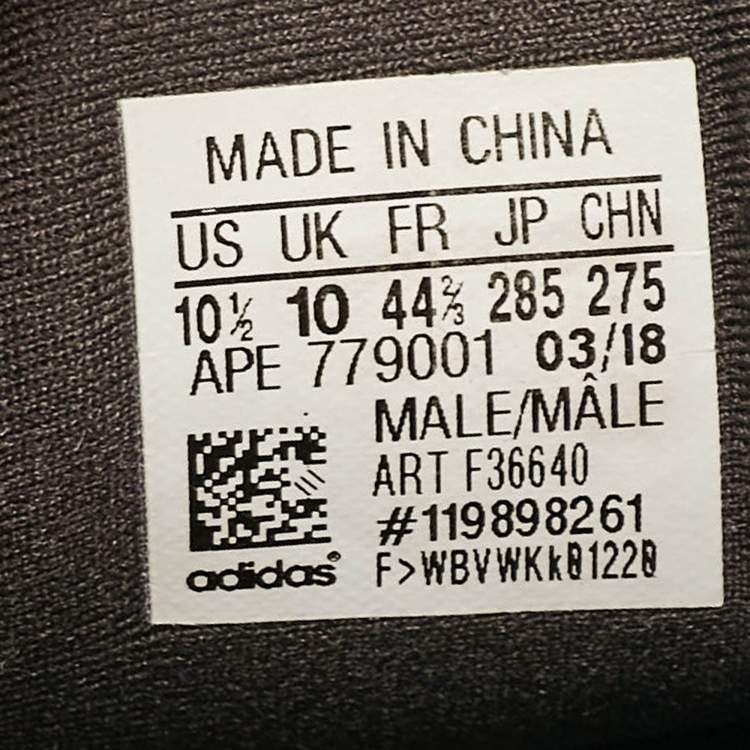 MADE IN CHINA
US UK FR JP CHN
10½ 10 44⅔ 285 275
APE 779001 03/18
MALE/MÂLE
ART F36640
#119898261
adidas® F>WBVWKk01220